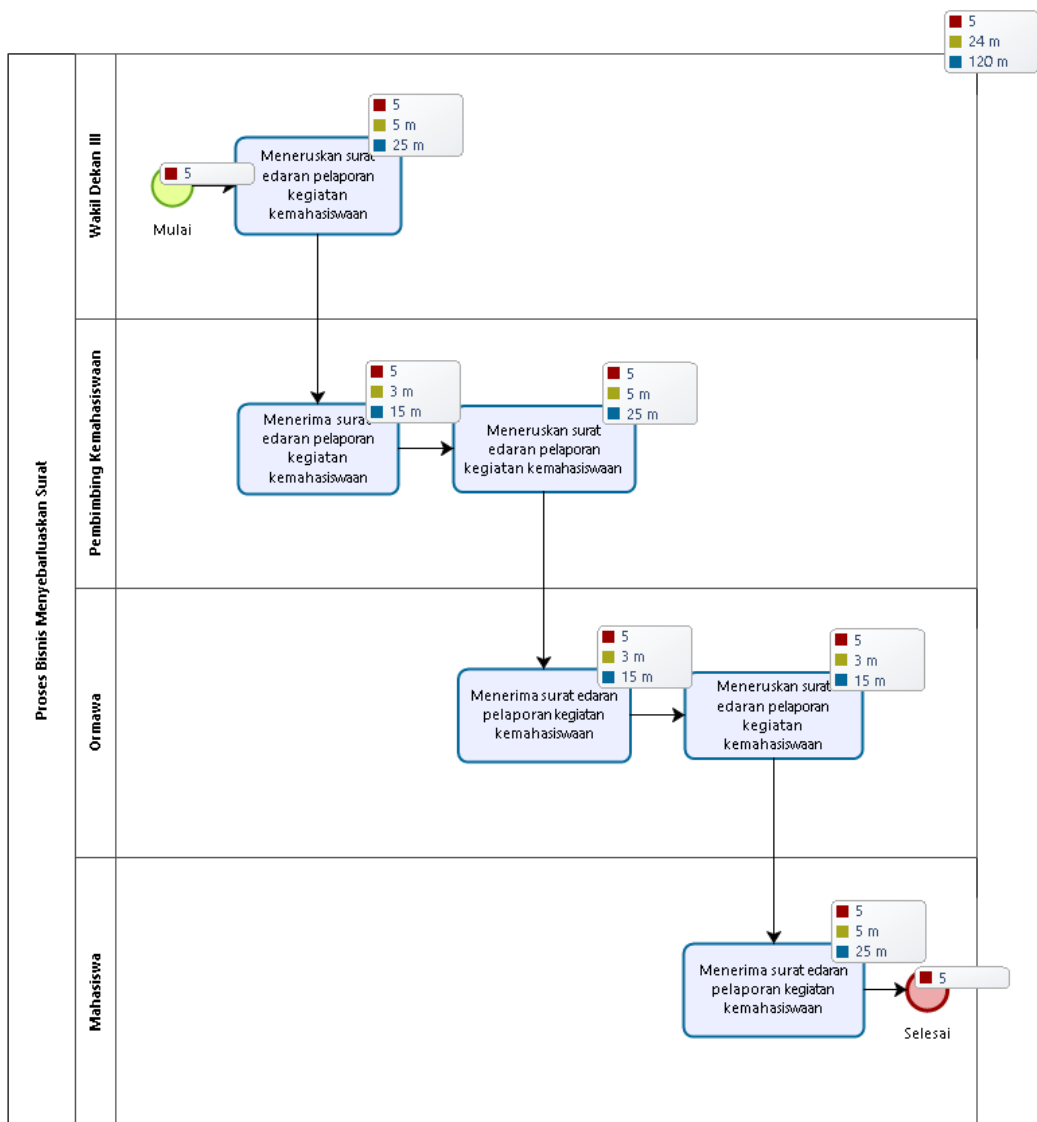 5
24 m
120 m
Proses Bisnis Menyebarluaskan Surat
Wakil Dekan III
5
Mulai
5
5 m
25 m
Meneruskan surat
edaran pelaporan
kegiatan
kemahasiswaan
Pembimbing Kemahasiswaan
5
3 m
15 m
Menerima surat
edaran pelaporan
kegiatan
kemahasiswaan
5
5 m
25 m
Meneruskan surat
edaran pelaporan
kegiatan kemahasiswaan
Ormawa
5
3 m
15 m
Menerima surat edaran
pelaporan kegiatan
kemahasiswaan
5
3 m
15 m
Meneruskan surat
edaran pelaporan
kegiatan
kemahasiswaan
Mahasiswa
5
5 m
25 m
Menerima surat edaran
pelaporan kegiatan
kemahasiswaan
5
Selesai